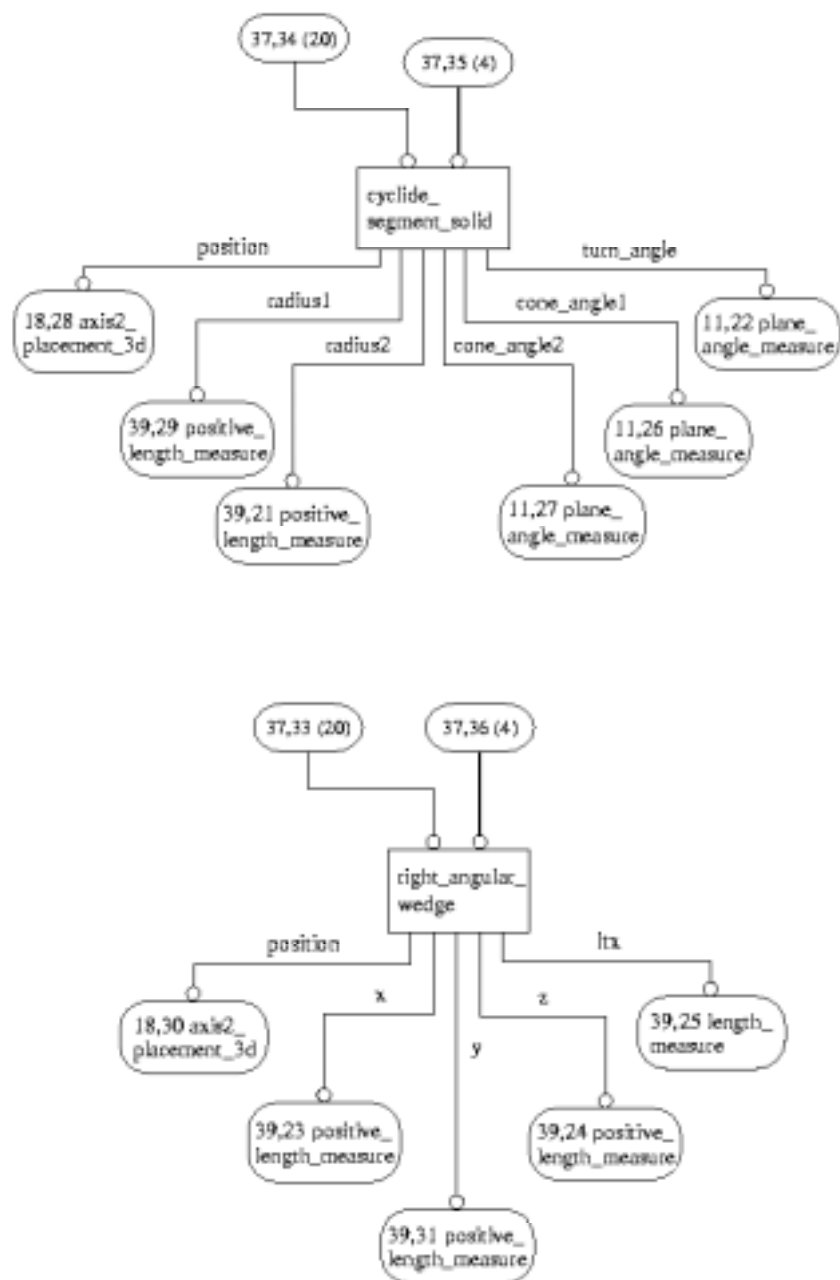 37,34 (20)
37,35 (4)
cyclide_
segment_solid
position
turn_angle
radius1
cone_angle1
18,28 axis2_
placement_3d
11,22 plane_
angle_measure
radius2
cone_angle2
39,29 positive_
length_measure
11,26 plane_
angle_measure
39,21 positive_
length_measure
11,27 plane_
angle_measure
37,33 (20)
37,36 (4)
right_angular_
wedge
position
ltx
x
z
18,30 axis2_
placement_3d
39,25 length_
measure
y
39,23 positive_
length_measure
39,24 positive_
length_measure
39,31 positive_
length_measure